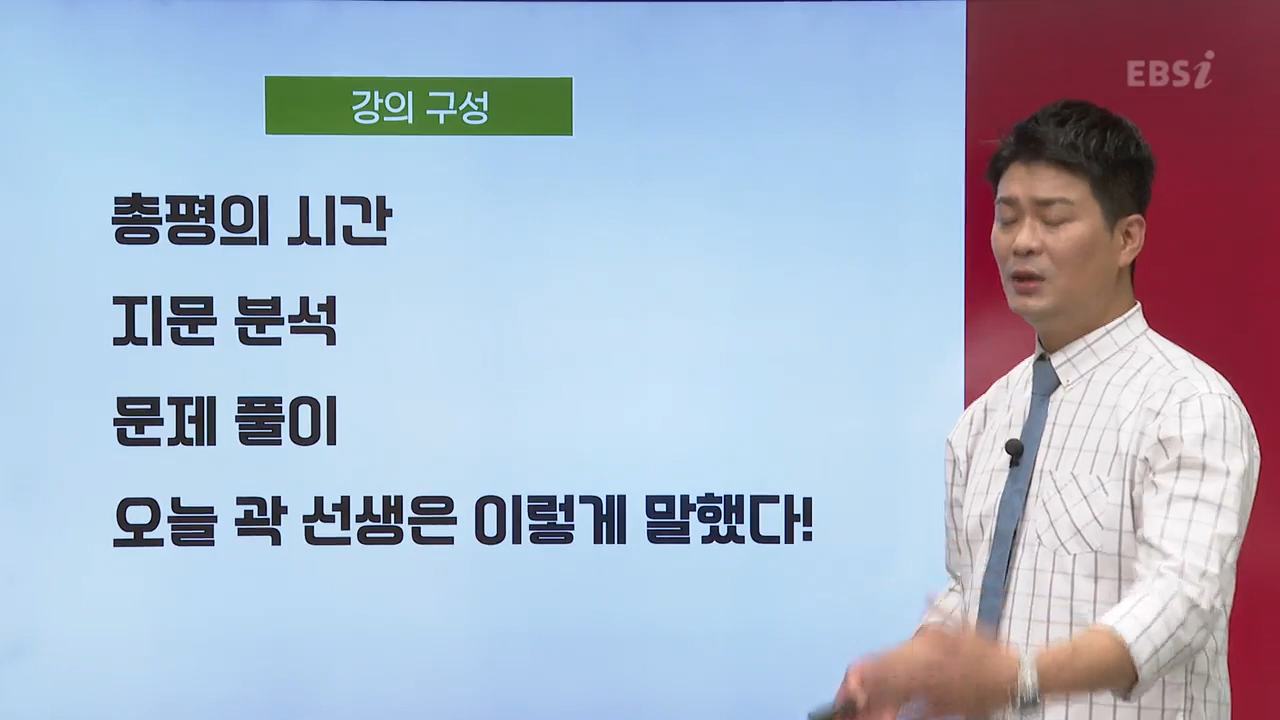 강의 구성
EBSi
총평의 시간
지문 분석
문제 풀이
오늘 곽 선생은 이렇게 말했다!